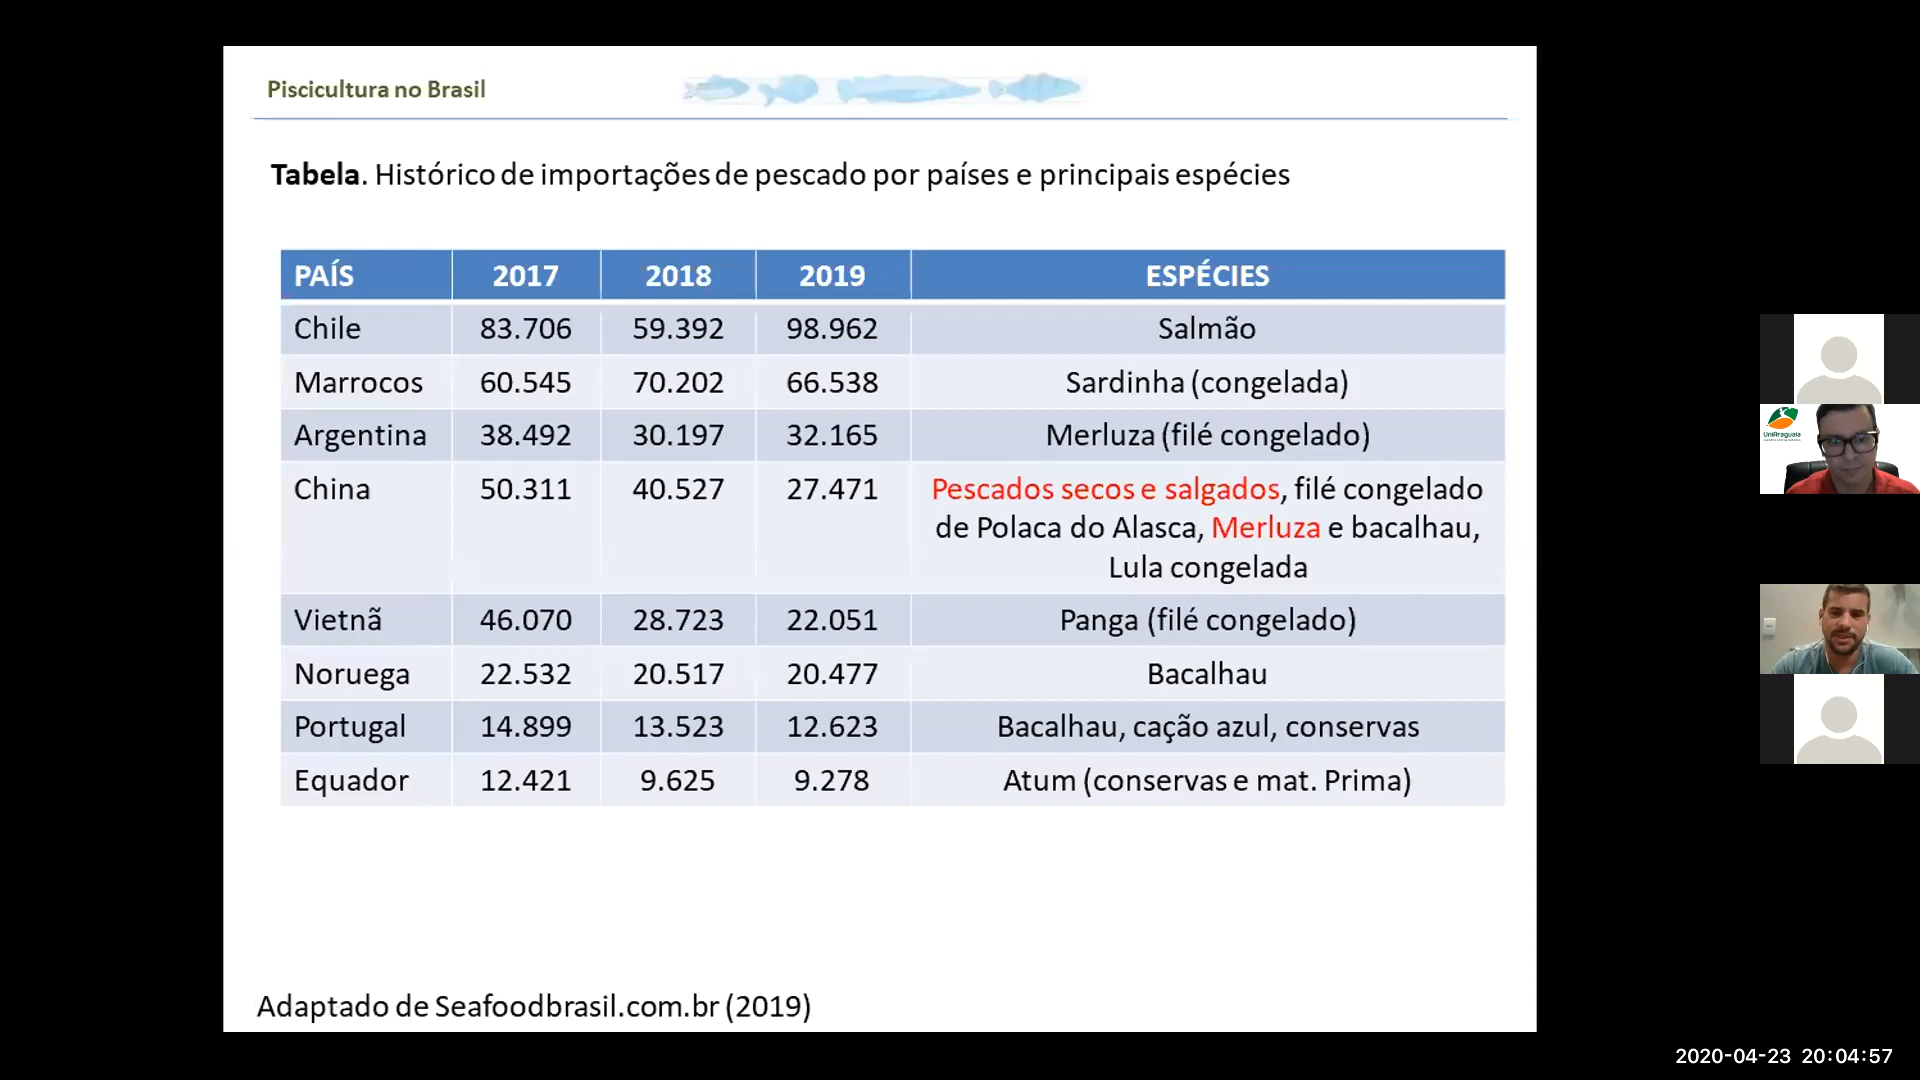 Piscicultura no Brasil
Tabela. Histórico de importações de pescado por países e principais espécies
PAÍS 2017 2018 2019 ESPÉCIES
Chile 83.706 59.392 98.962 Salmão
Marrocos 60.545 70.202 66.538 Sardinha (congelada)
Argentina 38.492 30.197 32.165 Merluza (filé congelado)
China 50.311 40.527 27.471 Pescados secos e salgados, filé congelado
de Polaca do Alasca, Merluza e bacalhau,
Lula congelada
Vietnã 46.070 28.723 22.051 Panga (filé congelado)
Noruega 22.532 20.517 20.477 Bacalhau
Portugal 14.899 13.523 12.623 Bacalhau, cação azul, conservas
Equador 12.421 9.625 9.278 Atum (conservas e mat. Prima)
Adaptado de Seafoodbrasil.com.br (2019)
UniAraguaia
2020-04-23 20:04:57